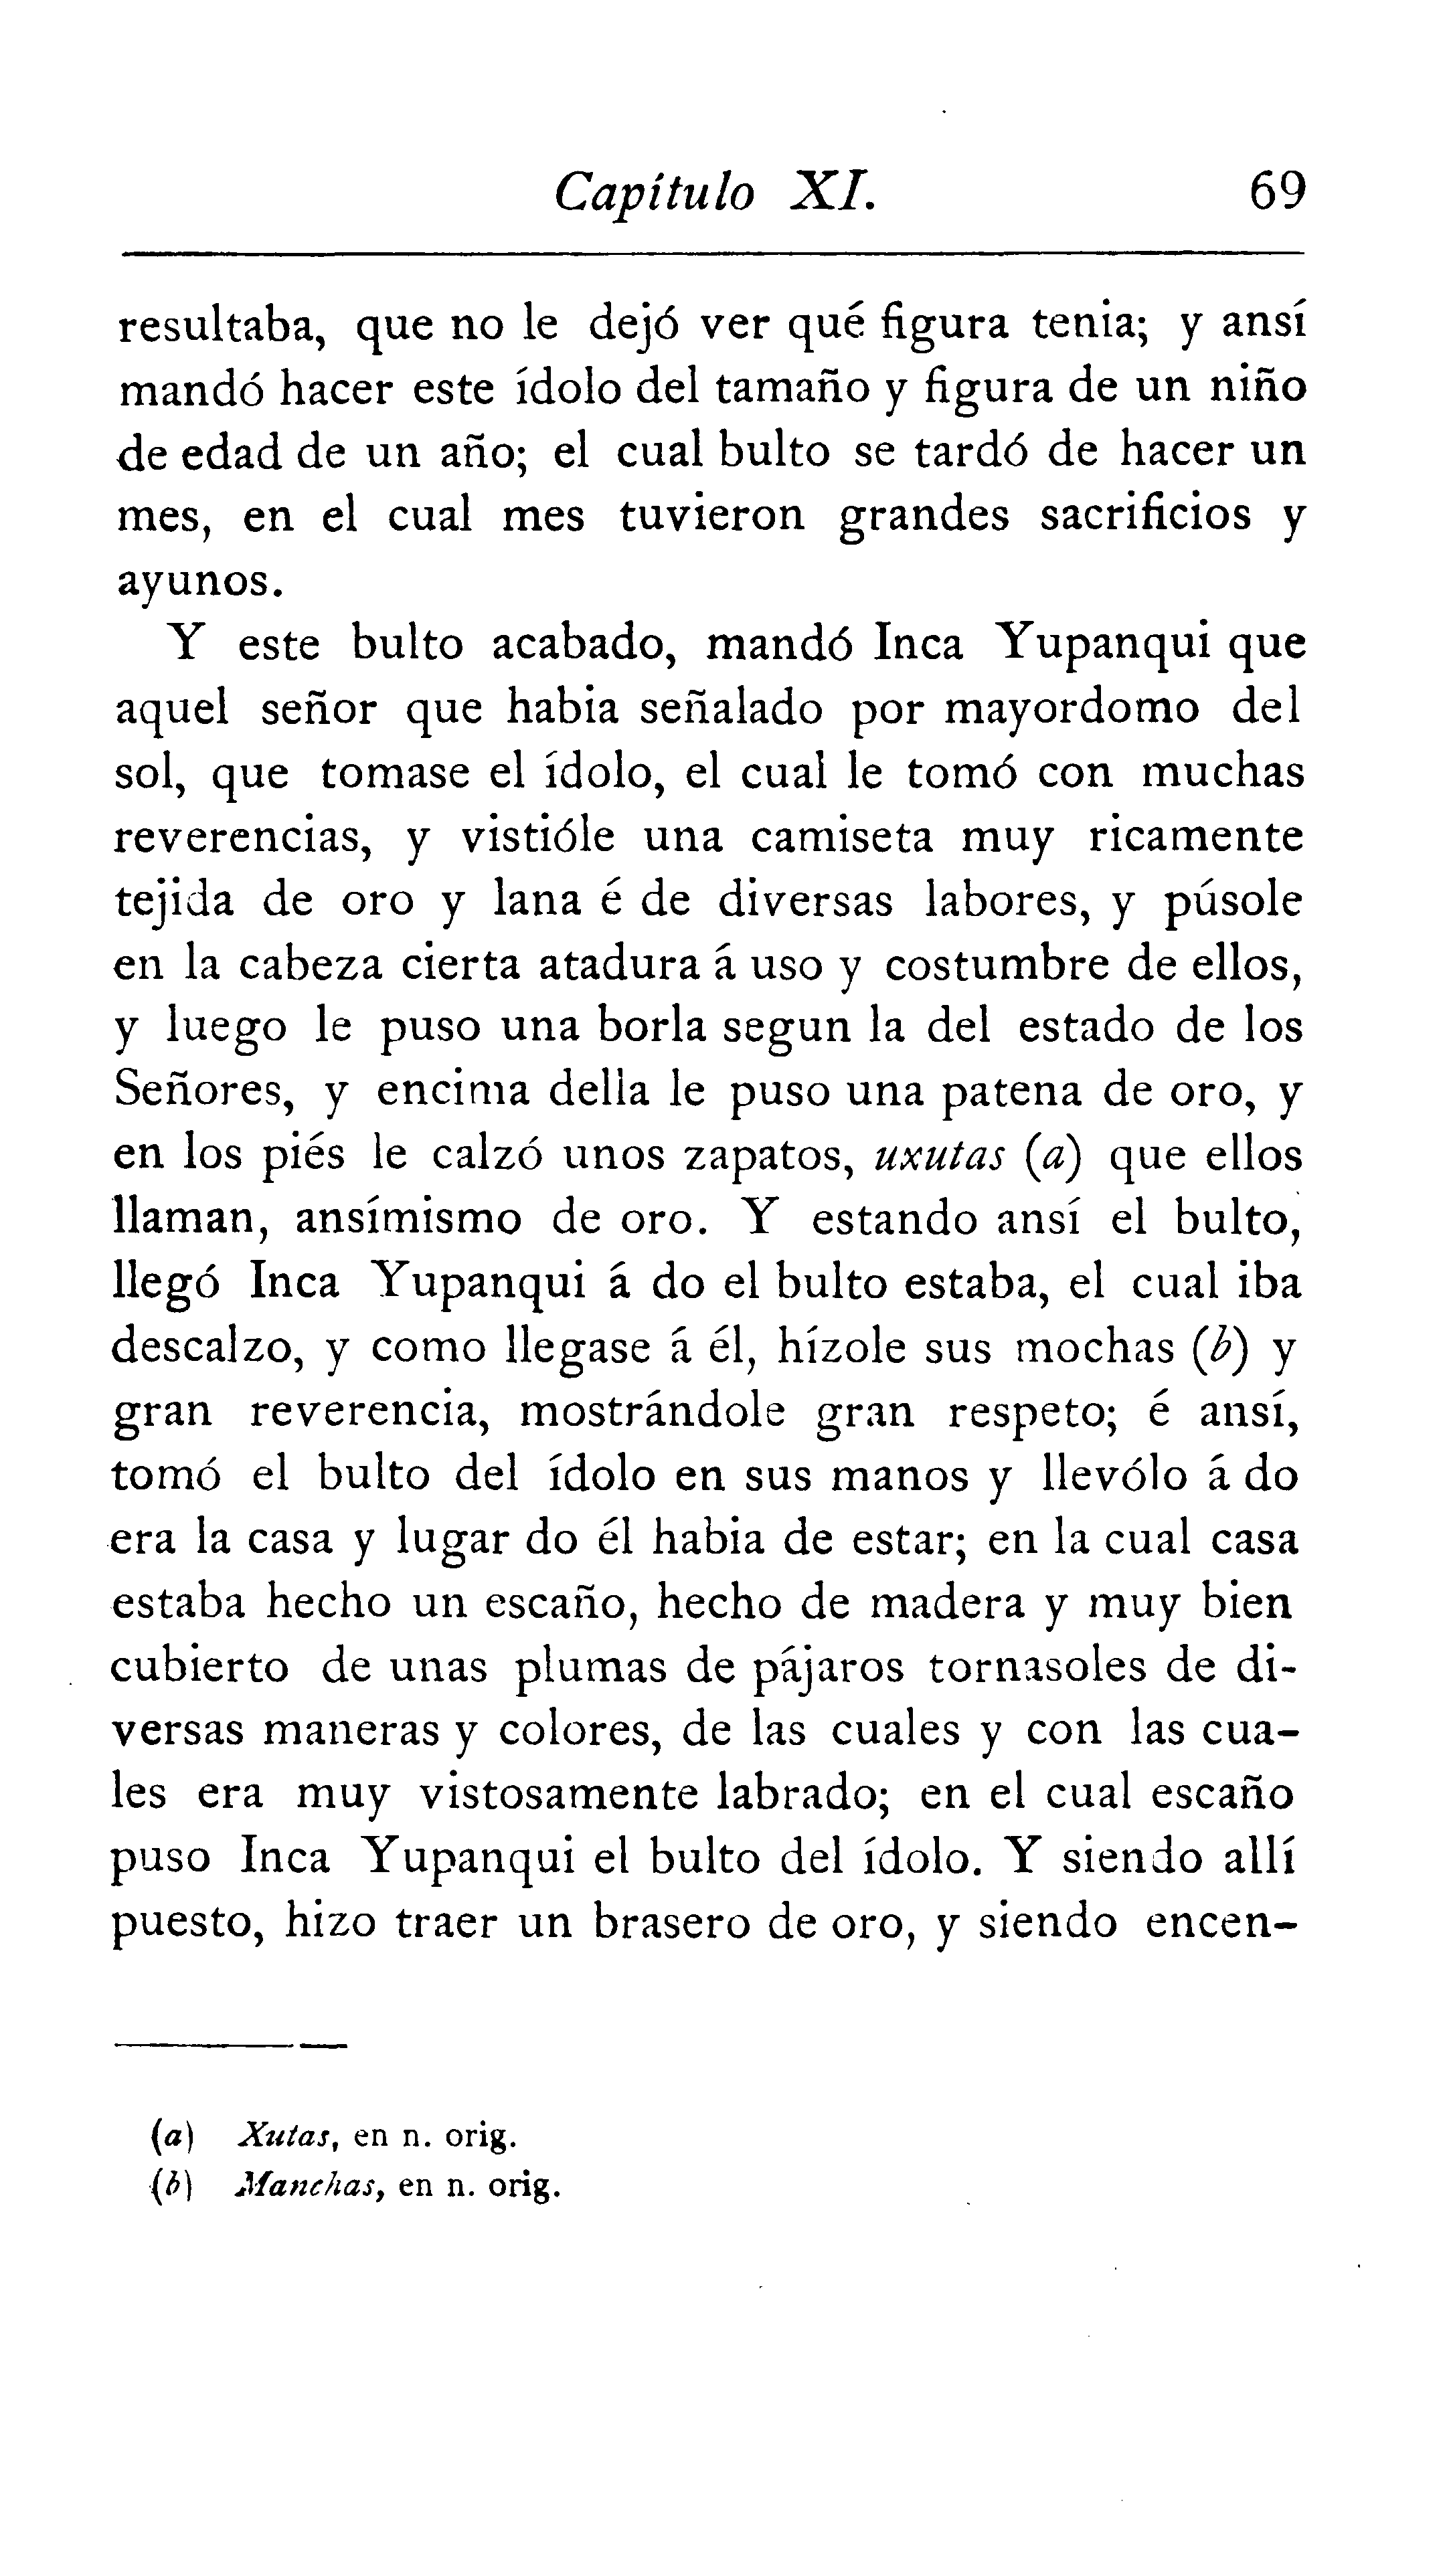 Capítulo XI. 69
resultaba, que no le dejó ver qué figura tenia; y ansí
mandó hacer este ídolo del tamaño y figura de un niño
de edad de un año; el cual bulto se tardó de hacer un
mes, en el cual mes tuvieron grandes sacrificios y
ayunos.
Y este bulto acabado, mandó Inca Yupanqui que
aquel señor que habia señalado por mayordomo del
sol, que tomase el ídolo, el cual le tomó con muchas
reverencias, y vistióle una camiseta muy ricamente
tejida de oro y lana é de diversas labores, y púsole
en la cabeza cierta atadura á uso y costumbre de ellos,
y luego le puso una borla segun la del estado de los
Señores, y encima della le puso una patena de oro, y
en los piés le calzó unos zapatos, uxutas (a) que ellos
llaman, ansímismo de oro. Y estando ansí el bulto,
llegó Inca Yupanqui á do el bulto estaba, el cual iba
descalzo, y como llegase á él, hízole sus mochas (b) y
gran reverencia, mostrándole gran respeto; é ansí,
tomó el bulto del ídolo en sus manos y llevólo á do
era la casa y lugar do él habia de estar; en la cual casa
estaba hecho un escaño, hecho de madera y muy bien
cubierto de unas plumas de pájaros tornasoles de di-
versas maneras y colores, de las cuales y con las cua-
les era muy vistosamente labrado; en el cual escaño
puso Inca Yupanqui el bulto del ídolo. Y siendo allí
puesto, hizo traer un brasero de oro, y siendo encen-
(a) Xutas, en n. orig.
(b) Manchas, en n. orig.